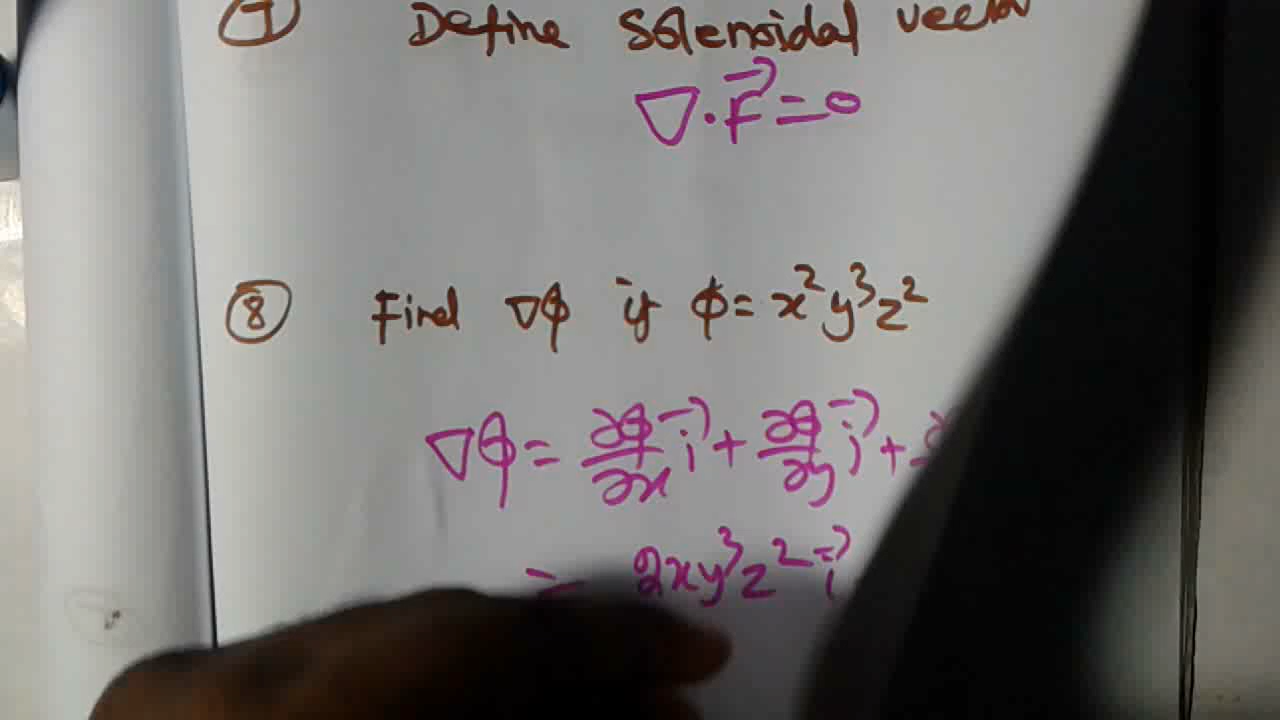 ⑦ Define Solenoidal vector
∇·F⃗=0
⑧ Find ∇ϕ if ϕ=x²y³z²
∇ϕ=∂ϕ/∂x i⃗+∂ϕ/∂y j⃗+
= 2xy³z² i⃗